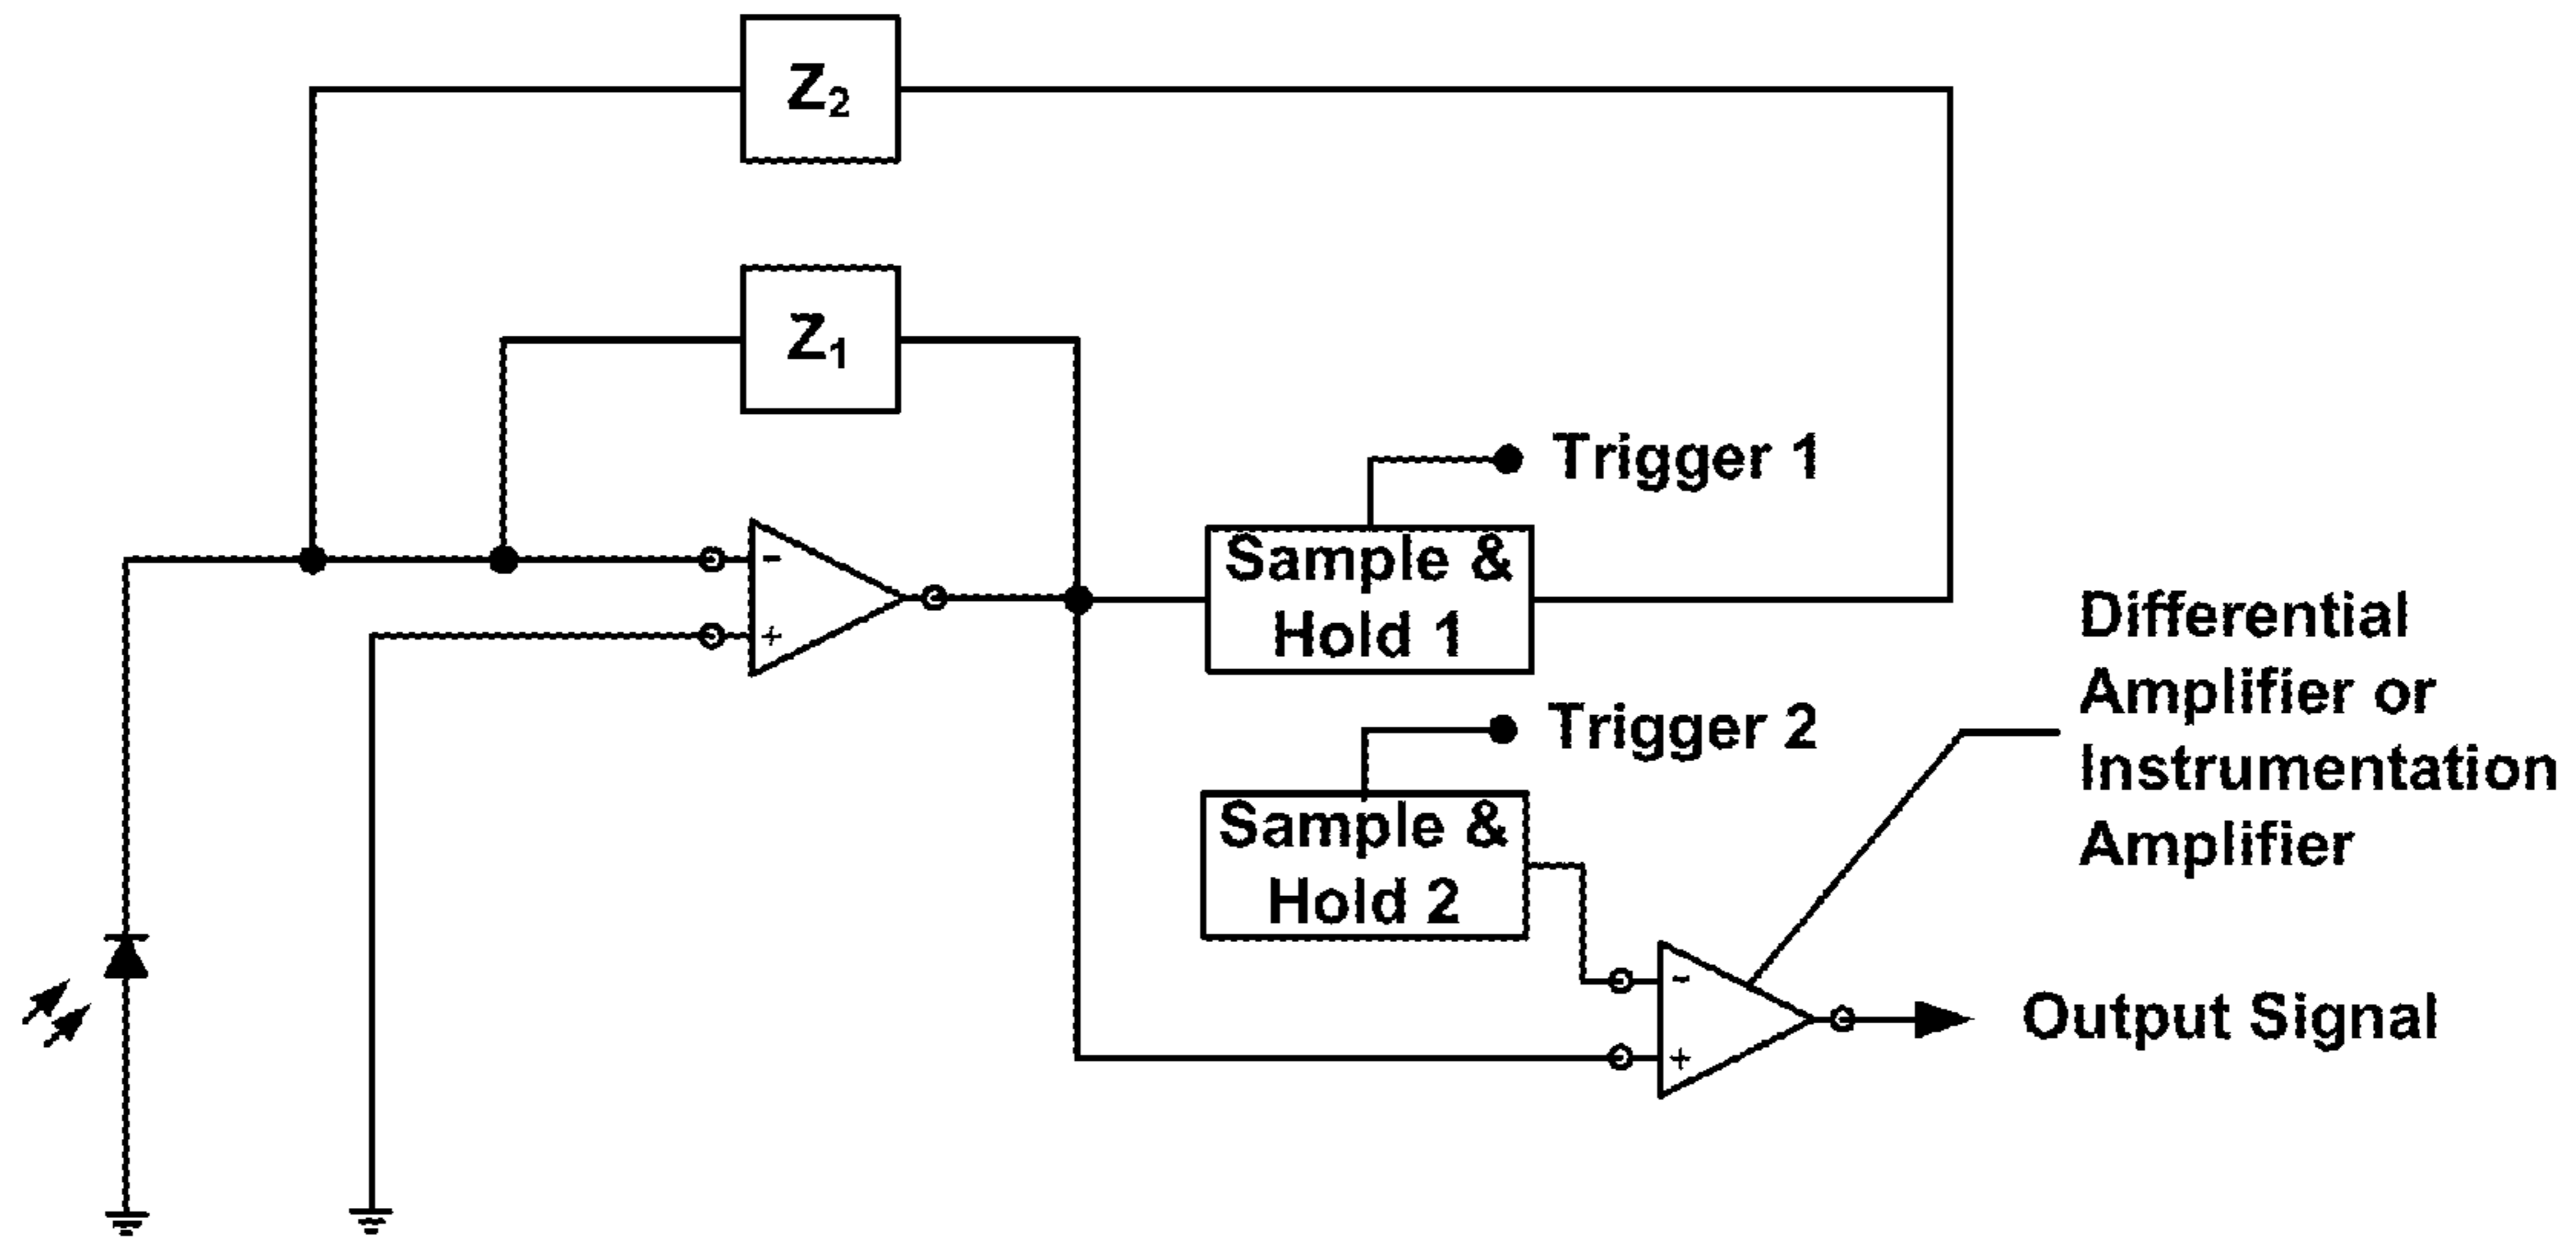 Z2
Z1
Trigger 1
Sample &
Hold 1
Trigger 2
Sample &
Hold 2
Differential
Amplifier or
Instrumentation
Amplifier
-
+
-
+
Output Signal